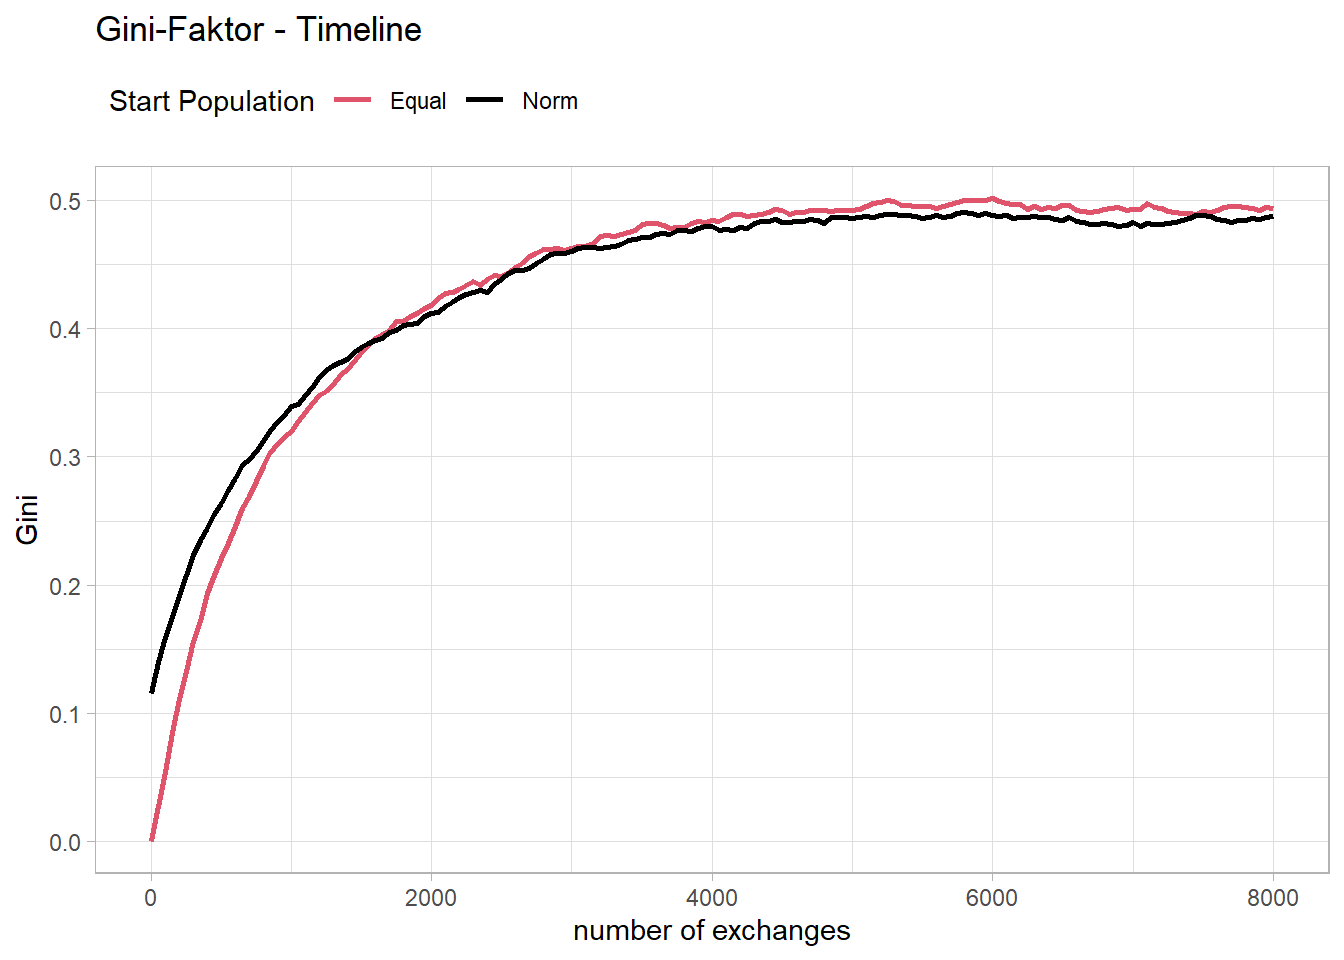 Gini-Faktor - Timeline
Start Population Equal Norm
0.5
0.4
0.3
0.2
0.1
0.0
Gini
0 2000 4000 6000 8000
number of exchanges